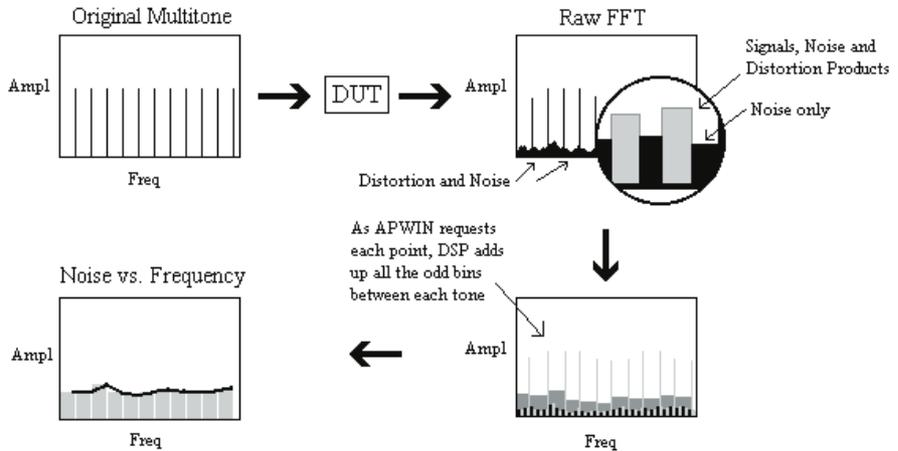 Original Multitone
Ampl
Freq
DUT
Raw FFT
Ampl
Signals, Noise and
Distortion Products
Noise only
Distortion and Noise
As APWIN requests
each point, DSP adds
up all the odd bins
between each tone
Ampl
Freq
Noise vs. Frequency
Ampl
Freq